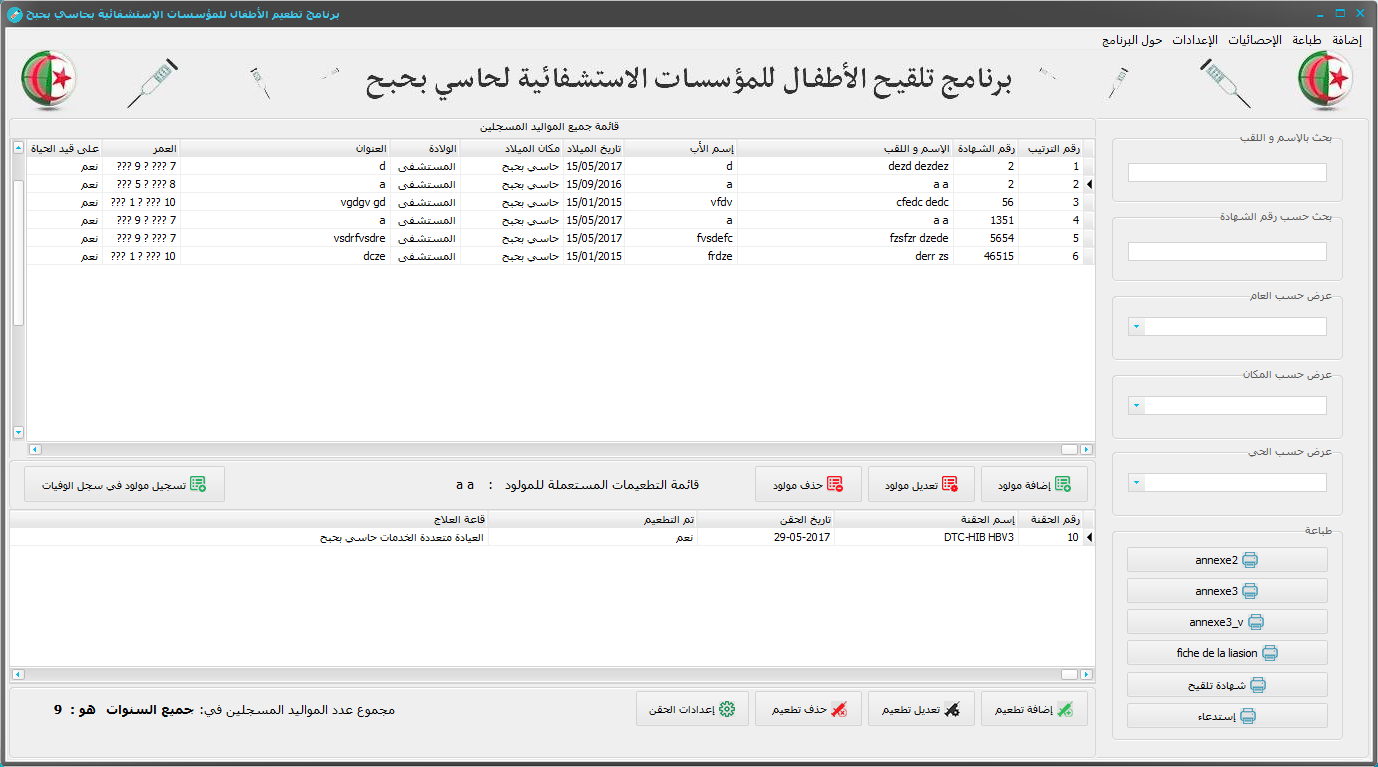 برنامج تطعيم الأطفال للمؤسسات الإستشفائية بحاسي بحبح
إضافة طباعة الإحصائيات الإعدادات حول البرنامج
برنامج تلقيح الأطفال للمؤسسات الاستشفائية لحاسي بحبح
قائمة جميع المواليد المسجلين
رقم الترتيب رقم الشهادة الإسم و اللقب إسم الأب تاريخ الميلاد مكان الميلاد الولادة العنوان العمر على قيد الحياة
1 2 dezd dezdez d 15/05/2017 حاسي بحبح المستشفى d 7 ??? ? 9 ??? نعم
2 2 a a a 15/09/2016 حاسي بحبح المستشفى a 8 ??? ? 5 ??? نعم
3 56 cfedc dedc vfdv 15/01/2015 حاسي بحبح المستشفى vgdgv gd 10 ??? ? 1 ??? نعم
4 1351 a a a 15/05/2017 حاسي بحبح المستشفى a 7 ??? ? 9 ??? نعم
5 5654 fzsfzr dzede fvsdefc 15/05/2017 حاسي بحبح المستشفى vsdrfvsdre 7 ??? ? 9 ??? نعم
6 46515 derr zs frdze 15/01/2015 حاسي بحبح المستشفى dcze 10 ??? ? 1 ??? نعم
بحث بالإسم و اللقب
بحث حسب رقم الشهادة
عرض حسب العام
عرض حسب المكان
عرض حسب الحي
إضافة مولود تعديل مولود حذف مولود قائمة التطعيمات المستعملة للمولود : a a تسجيل مولود في سجل الوفيات
رقم الحقنة إسم الحقنة تاريخ الحقن تم التطعيم قاعة العلاج
10 DTC-HIB HBV3 29-05-2017 نعم العيادة متعددة الخدمات حاسي بحبح
طباعة
annexe2
annexe3
annexe3_v
fiche de la liasion
شهادة تلقيح
إستدعاء
إضافة تطعيم تعديل تطعيم حذف تطعيم إعدادات الحقن مجموع عدد المواليد المسجلين في: جميع السنوات هو : 9